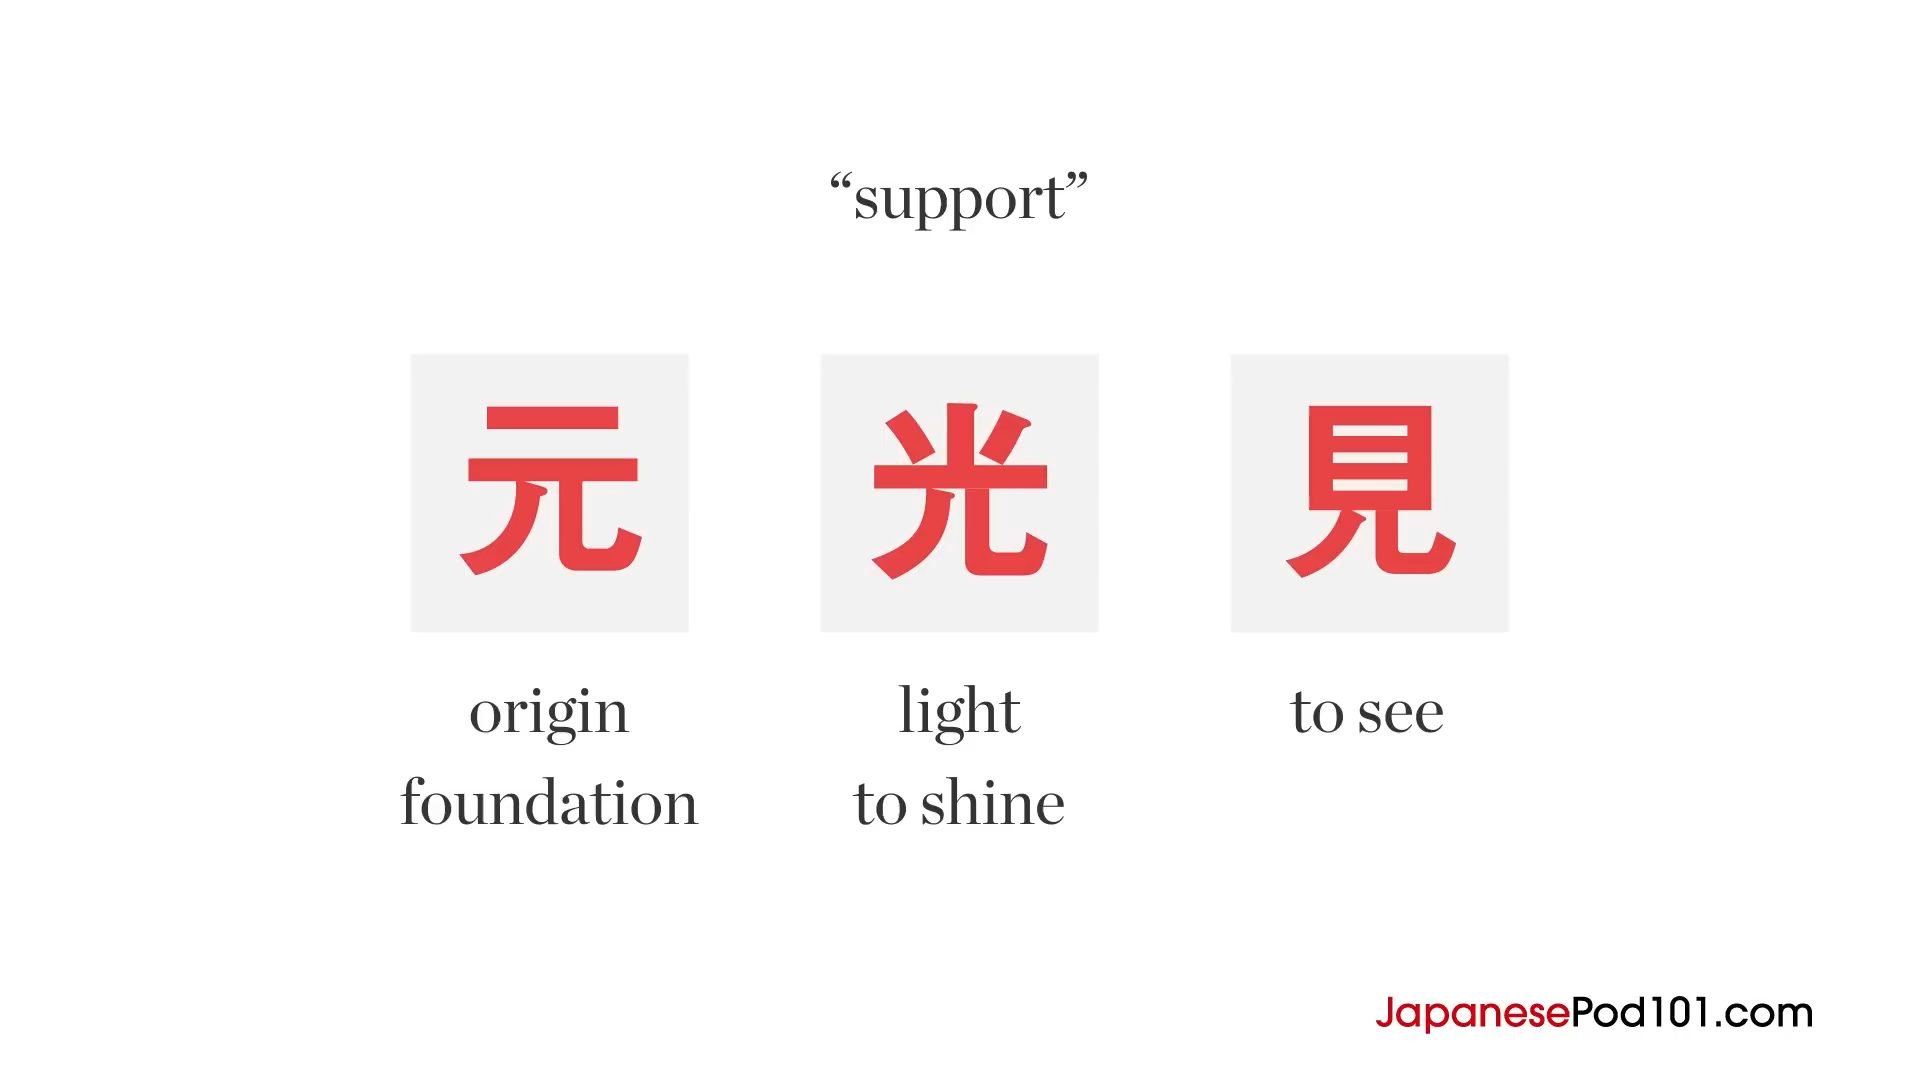 “support”
元 光 見
origin light to see
foundation to shine
JapanesePod101.com